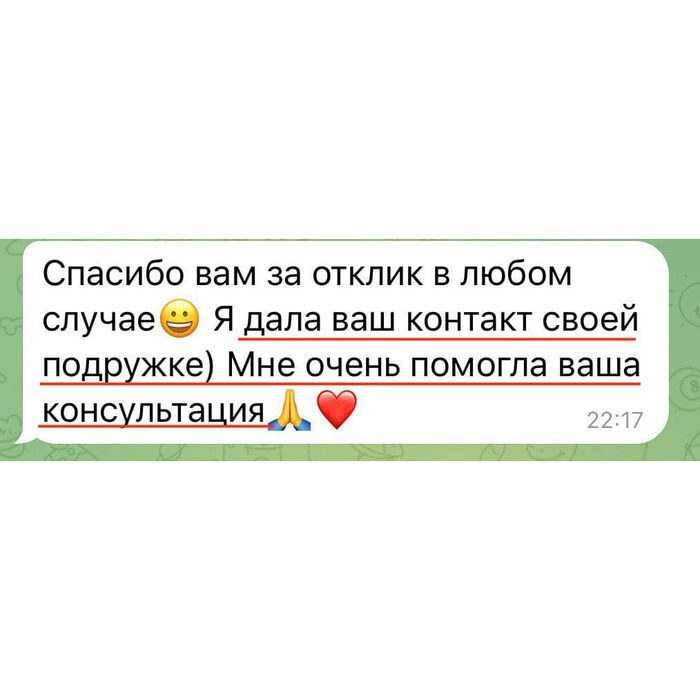 Спасибо вам за отклик в любом
случае😀 Я дала ваш контакт своей
подружке) Мне очень помогла ваша
консультация🙏❤️
22:17